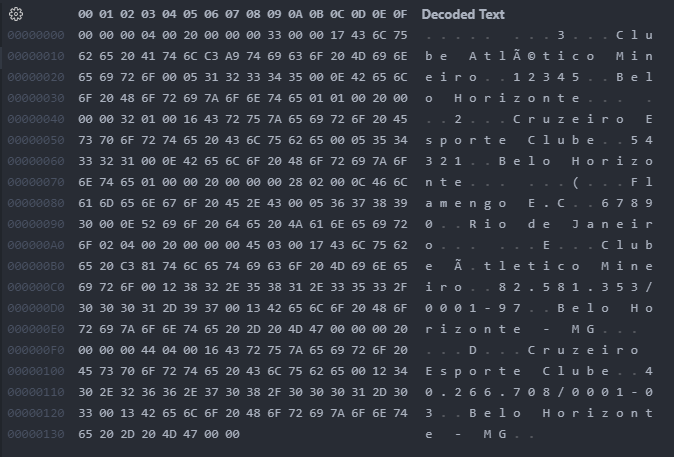 00 01 02 03 04 05 06 07 08 09 0A 0B 0C 0D 0E 0F Decoded Text
00000000 00 00 00 04 00 20 00 00 00 33 00 00 17 43 6C 75 . . . . .   . . . 3 . . . C l u
00000010 62 65 20 41 74 6C C3 A9 74 69 63 6F 20 4D 69 6E b e   A t l Ã © t i c o   M i n
00000020 65 69 72 6F 00 05 31 32 33 34 35 00 0E 42 65 6C e i r o . . 1 2 3 4 5 . . B e l
00000030 6F 20 48 6F 72 69 7A 6F 6E 74 65 01 01 00 20 00 o   H o r i z o n t e . . .   .
00000040 00 00 32 01 00 16 43 72 75 7A 65 69 72 6F 20 45 . . 2 . . . C r u z e i r o   E
00000050 73 70 6F 72 74 65 20 43 6C 75 62 65 00 05 35 34 s p o r t e   C l u b e . . 5 4
00000060 33 32 31 00 0E 42 65 6C 6F 20 48 6F 72 69 7A 6F 3 2 1 . . B e l o   H o r i z o
00000070 6E 74 65 01 00 00 20 00 00 00 28 02 00 0C 46 6C n t e . . .   . . . ( . . . F l
00000080 61 6D 65 6E 67 6F 20 45 2E 43 00 05 36 37 38 39 a m e n g o   E . C . . 6 7 8 9
00000090 30 00 0E 52 69 6F 20 64 65 20 4A 61 6E 65 69 72 0 . . R i o   d e   J a n e i r
000000A0 6F 02 04 00 20 00 00 00 45 03 00 17 43 6C 75 62 o . . .   . . . E . . . C l u b
000000B0 65 20 C3 81 74 6C 65 74 69 63 6F 20 4D 69 6E 65 e   Ã . t l e t i c o   M i n e
000000C0 69 72 6F 00 12 38 32 2E 35 38 31 2E 33 35 33 2F i r o . . 8 2 . 5 8 1 . 3 5 3 /
000000D0 30 30 30 31 2D 39 37 00 13 42 65 6C 6F 20 48 6F 0 0 0 1 - 9 7 . . B e l o   H o
000000E0 72 69 7A 6F 6E 74 65 20 2D 20 4D 47 00 00 00 20 r i z o n t e   -   M G . . .
000000F0 00 00 00 44 04 00 16 43 72 75 7A 65 69 72 6F 20 . . . D . . . C r u z e i r o
00000100 45 73 70 6F 72 74 65 20 43 6C 75 62 65 00 12 34 E s p o r t e   C l u b e . . 4
00000110 30 2E 32 36 36 2E 37 30 38 2F 30 30 30 31 2D 30 0 . 2 6 6 . 7 0 8 / 0 0 0 1 - 0
00000120 33 00 13 42 65 6C 6F 20 48 6F 72 69 7A 6F 6E 74 3 . . B e l o   H o r i z o n t
00000130 65 20 2D 20 4D 47 00 00 e   -   M G . .